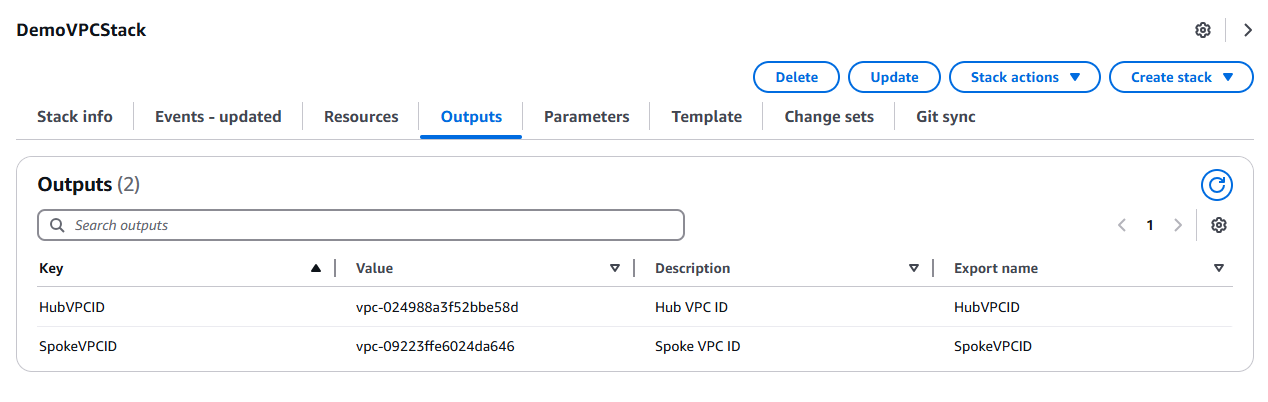 DemoVPCStack
Delete Update Stack actions Create stack
Stack info Events - updated Resources Outputs Parameters Template Change sets Git sync
Outputs (2)
Search outputs
1
Key Value Description Export name
HubVPCID vpc-024988a3f52bbe58d Hub VPC ID HubVPCID
SpokeVPCID vpc-09223ffe6024da646 Spoke VPC ID SpokeVPCID